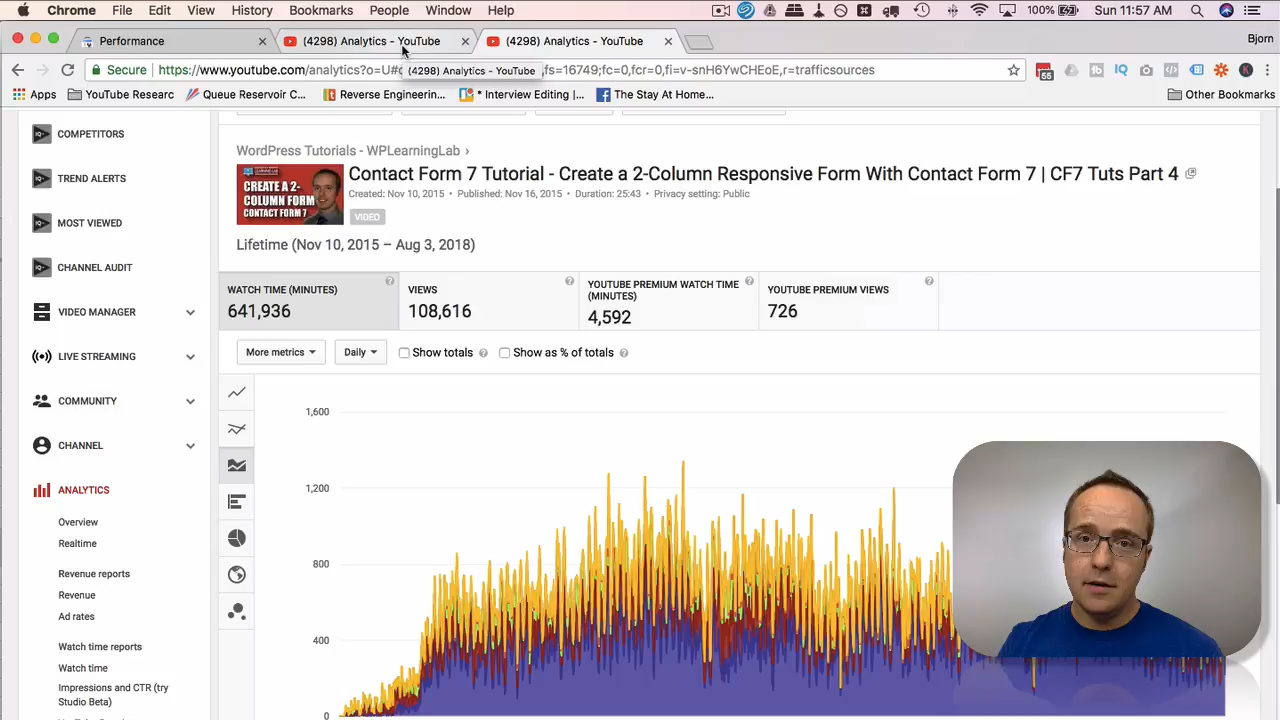 Chrome File Edit View History Bookmarks People Window Help 100% Sun 11:57 AM
Performance (4298) Analytics - YouTube (4298) Analytics - YouTube Bjorn
Secure https://www.youtube.com/analytics?o=U#c fs=16749;fc=0,fcr=0,fi=v-snH6YwCHEoE,r=trafficsources 55
(4298) Analytics - YouTube
Apps YouTube Researc Queue Reservoir C... Reverse Engineerin... * Interview Editing |... The Stay At Home... Other Bookmarks
COMPETITORS
TREND ALERTS
MOST VIEWED
CHANNEL AUDIT
VIDEO MANAGER
LIVE STREAMING
COMMUNITY
CHANNEL
ANALYTICS
Overview
Realtime
Revenue reports
Revenue
Ad rates
Watch time reports
Watch time
Impressions and CTR (try
Studio Beta)
WordPress Tutorials - WPLearningLab ›
CREATE A 2-
COLUMN FORM
CONTACT FORM 7
Contact Form 7 Tutorial - Create a 2-Column Responsive Form With Contact Form 7 | CF7 Tuts Part 4
Created: Nov 10, 2015 • Published: Nov 16, 2015 • Duration: 25:43 • Privacy setting: Public
VIDEO
Lifetime (Nov 10, 2015 – Aug 3, 2018)
WATCH TIME (MINUTES)
641,936
VIEWS
108,616
YOUTUBE PREMIUM WATCH TIME
(MINUTES)
4,592
YOUTUBE PREMIUM VIEWS
726
More metrics Daily Show totals Show as % of totals
1,600
1,200
800
400
0